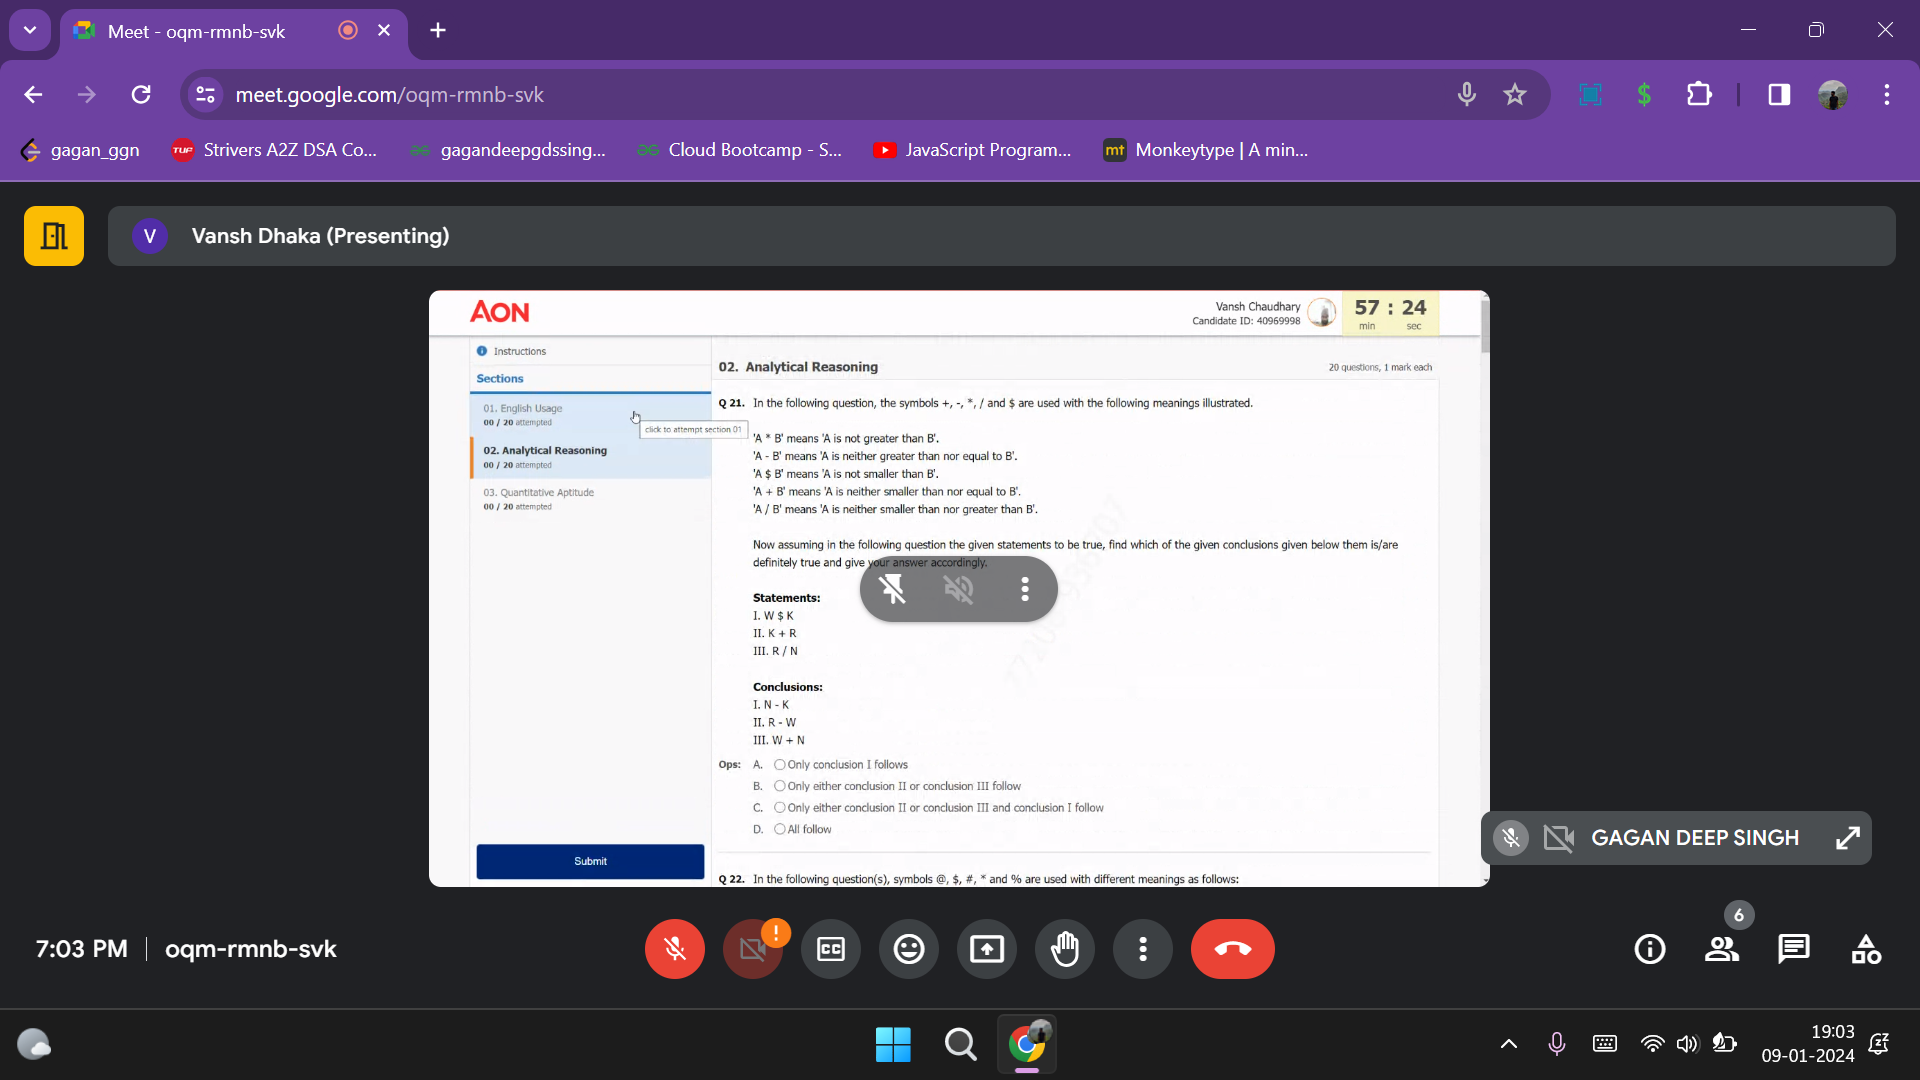 Meet - oqm-rmnb-svk
meet.google.com/oqm-rmnb-svk
gagan_ggn
TUF
Strivers A2Z DSA Co...
gagandeepgdssing...
Cloud Bootcamp - S...
JavaScript Program...
mt
Monkeytype | A min...
V
Vansh Dhaka (Presenting)
AON
Vansh Chaudhary
Candidate ID: 40969998
57 : 24
min sec
Instructions
Sections
01. English Usage
00 / 20 attempted
click to attempt section 01
02. Analytical Reasoning
00 / 20 attempted
03. Quantitative Aptitude
00 / 20 attempted
Submit
02. Analytical Reasoning
20 questions, 1 mark each
Q 21. In the following question, the symbols +, -, *, / and $ are used with the following meanings illustrated.
'A * B' means 'A is not greater than B'.
'A - B' means 'A is neither greater than nor equal to B'.
'A $ B' means 'A is not smaller than B'.
'A + B' means 'A is neither smaller than nor equal to B'.
'A / B' means 'A is neither smaller than nor greater than B'.
Now assuming in the following question the given statements to be true, find which of the given conclusions given below them is/are
definitely true and give your answer accordingly.
Statements:
I. W $ K
II. K + R
III. R / N
Conclusions:
I. N - K
II. R - W
III. W + N
Ops: A. Only conclusion I follows
B. Only either conclusion II or conclusion III follow
C. Only either conclusion II or conclusion III and conclusion I follow
D. All follow
Q 22. In the following question(s), symbols @, $, #, * and % are used with different meanings as follows:
GAGAN DEEP SINGH
7:03 PM
oqm-rmnb-svk
CC
6
19:03
09-01-2024